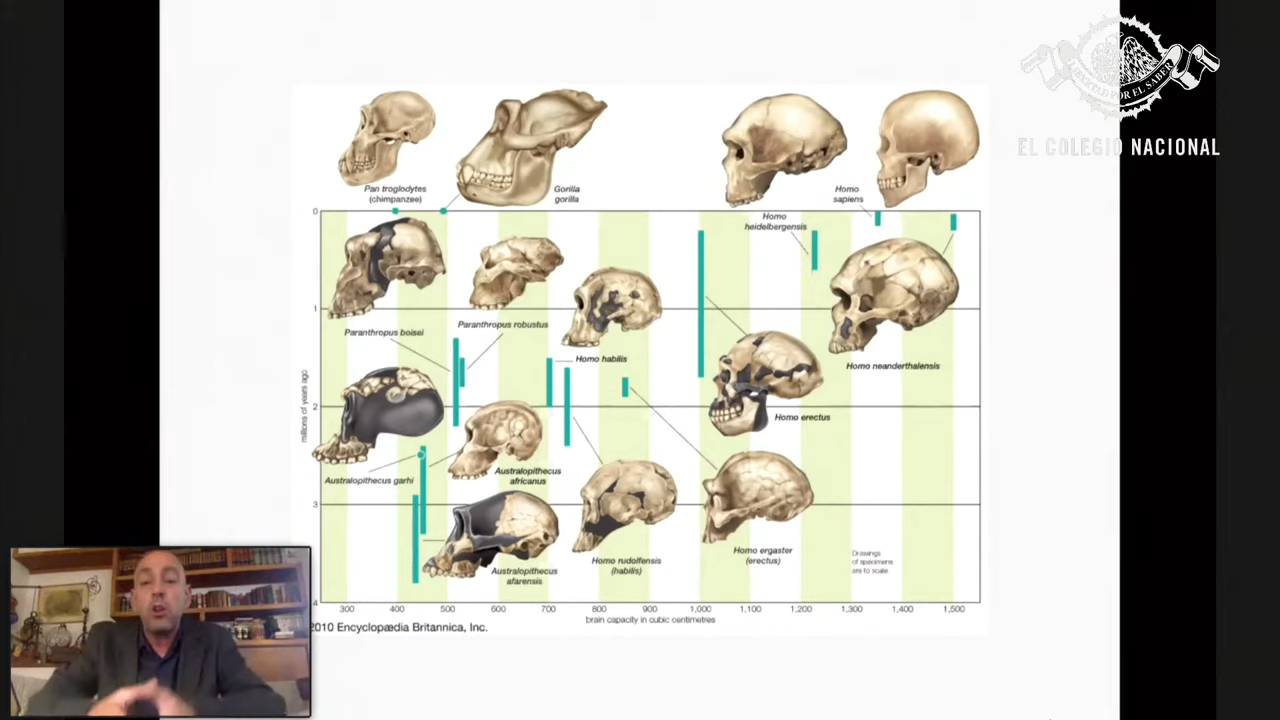 LIBERTAD POR EL SABER
EL COLEGIO NACIONAL
Pan troglodytes
(chimpanzee)
Gorilla
gorilla
Homo
sapiens
Homo
heidelbergensis
0
Paranthropus boisei
Paranthropus robustus
1
Homo habilis
Homo neanderthalensis
millions of years ago
2
Homo erectus
Australopithecus garhi
Australopithecus
africanus
3
Homo rudolfensis
(habilis)
Homo ergaster
(erectus)
Drawings
of specimens
are to scale.
Australopithecus
afarensis
4
300 400 500 600 700 800 900 1,000 1,100 1,200 1,300 1,400 1,500
brain capacity in cubic centimetres
2010 Encyclopædia Britannica, Inc.